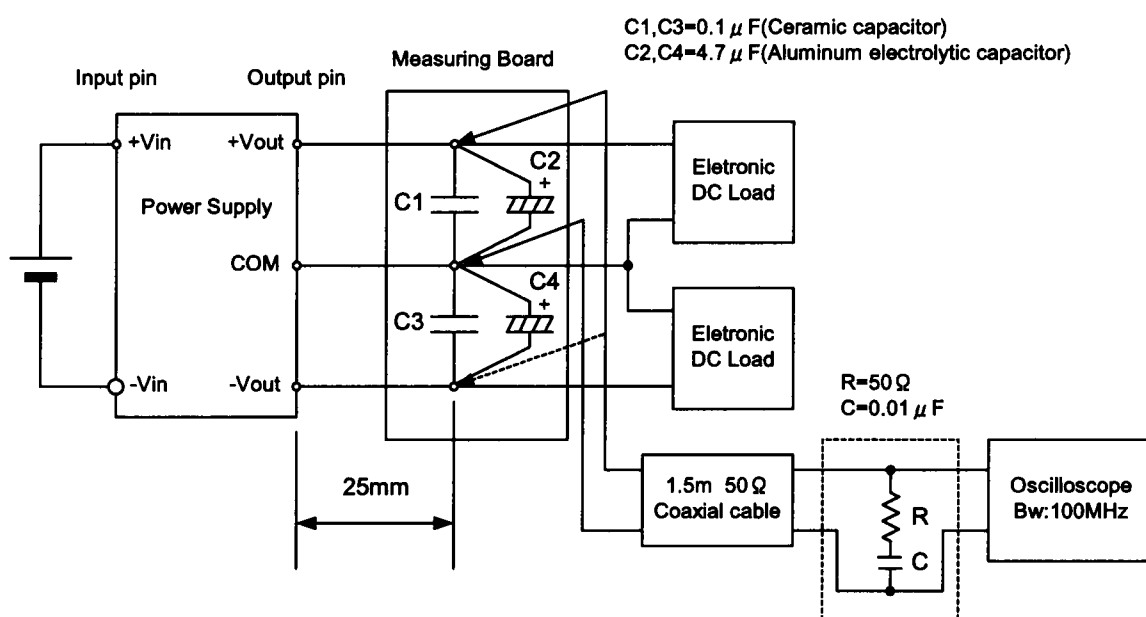 C1,C3=0.1 μ F(Ceramic capacitor)
C2,C4=4.7 μ F(Aluminum electrolytic capacitor)
Measuring Board
Input pin
Output pin
+Vin
+Vout
C2
+
Eletronic
DC Load
C1
Power Supply
COM
C4
+
C3
Eletronic
DC Load
-Vin
-Vout
R=50Ω
C=0.01 μ F
25mm
1.5m 50Ω
Coaxial cable
R
C
Oscilloscope
Bw:100MHz